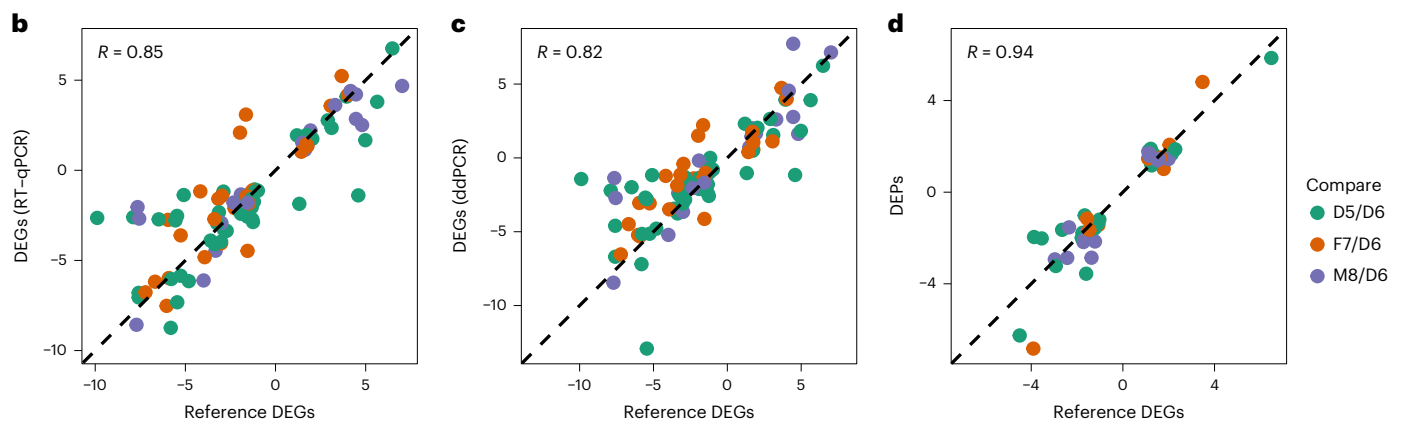 b
R = 0.85
DEGs (RT–qPCR)
5
0
−5
−10
−10
−5
0
5
Reference DEGs
c
R = 0.82
DEGs (ddPCR)
5
0
−5
−10
−10
−5
0
5
Reference DEGs
d
R = 0.94
DEPs
4
0
−4
−4
0
4
Reference DEGs
Compare
D5/D6
F7/D6
M8/D6